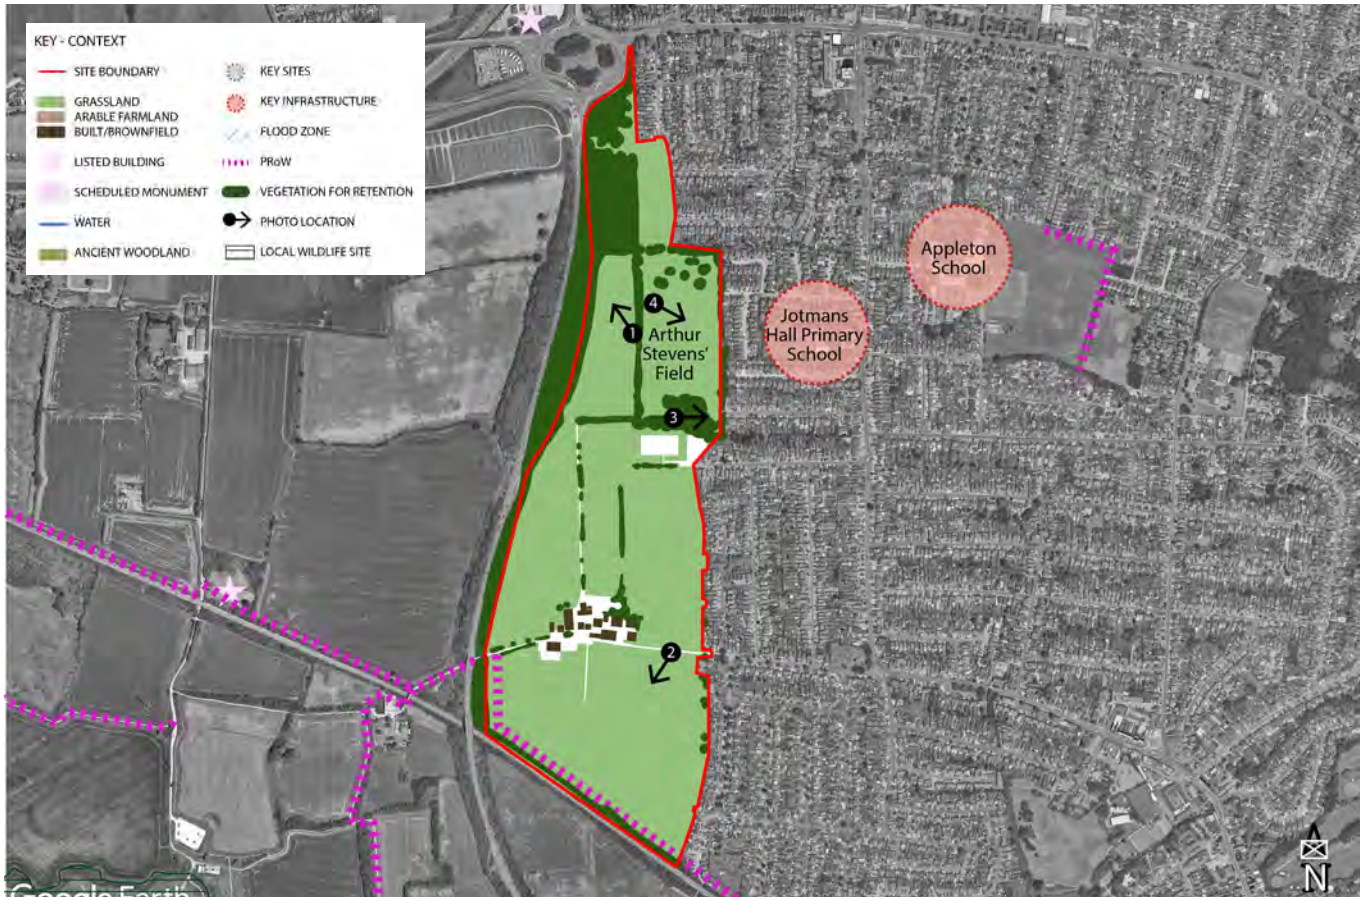 KEY - CONTEXT
SITE BOUNDARY
GRASSLAND
ARABLE FARMLAND
BUILT/BROWNFIELD
LISTED BUILDING
SCHEDULED MONUMENT
WATER
ANCIENT WOODLAND
KEY SITES
KEY INFRASTRUCTURE
FLOOD ZONE
PRoW
VEGETATION FOR RETENTION
PHOTO LOCATION
LOCAL WILDLIFE SITE
Appleton
School
Jotmans
Hall Primary
School
4
1
Arthur
Stevens'
Field
3
2
N
Google Earth